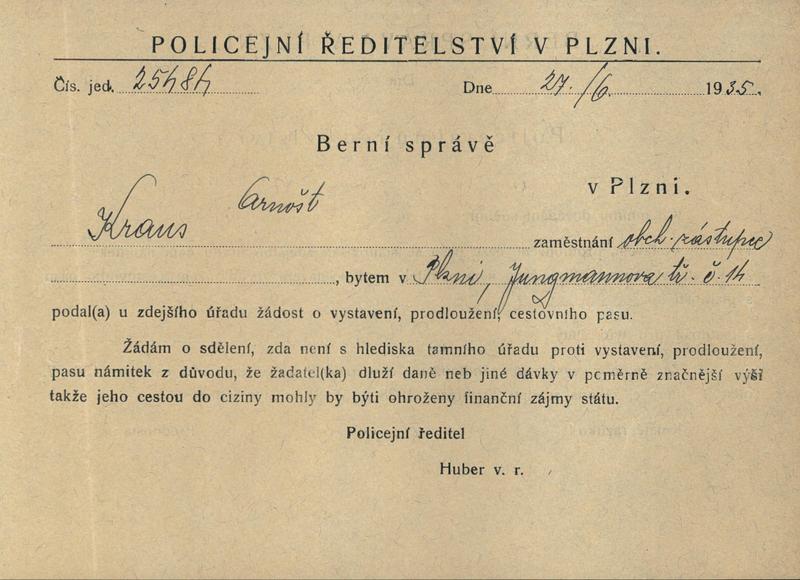 POLICEJNÍ ŘEDITELSTVÍ V PLZNI.
Čís. jed. 25484 Dne 27./6. 1935.
Berní správě
v Plzni.
Kraus Arnošt zaměstnání obch. zástupce
, bytem v Plzni, Jungmannova tř. č. 14
podal(a) u zdejšího úřadu žádost o vystavení, prodloužení, cestovního pasu.
Žádám o sdělení, zda není s hlediska tamního úřadu proti vystavení, prodloužení,
pasu námitek z důvodu, že žadatel(ka) dluží daně neb jiné dávky v poměrně značnější výši
takže jeho cestou do ciziny mohly by býti ohroženy finanční zájmy státu.
Policejní ředitel
Huber v. r.